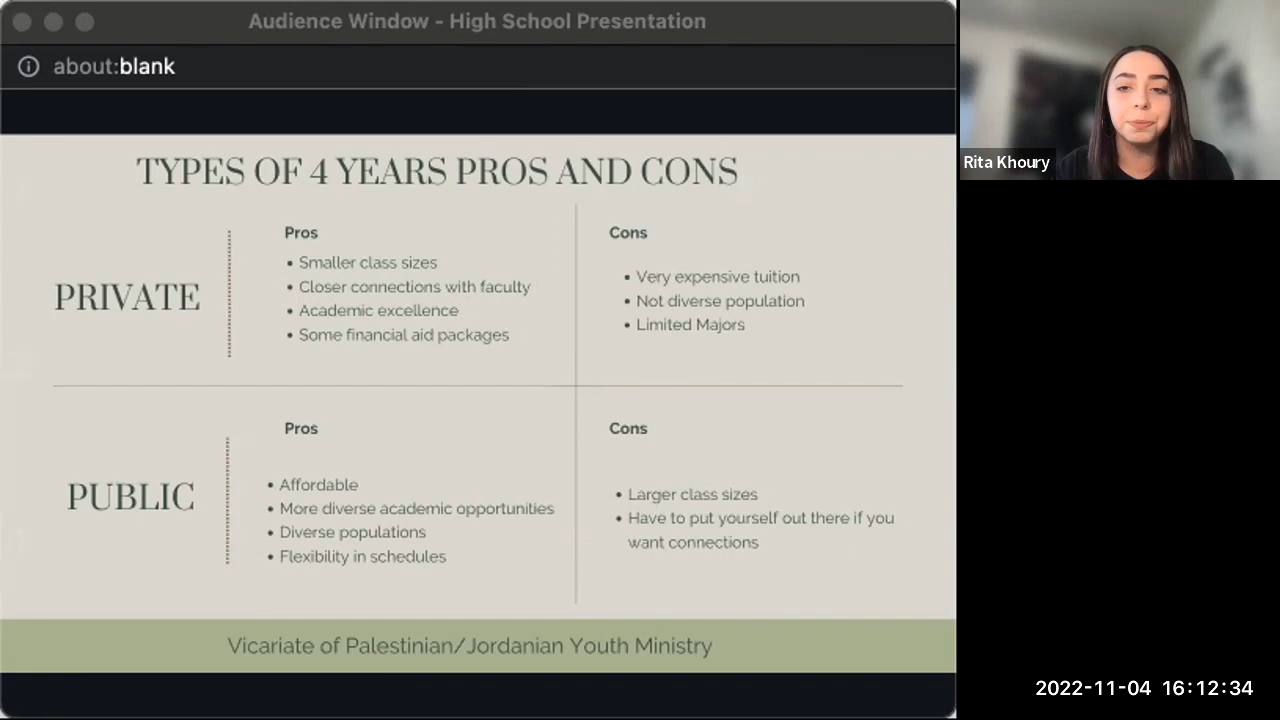 Audience Window - High School Presentation
about:blank
TYPES OF 4 YEARS PROS AND CONS
PRIVATE
Pros
• Smaller class sizes
• Closer connections with faculty
• Academic excellence
• Some financial aid packages
Cons
• Very expensive tuition
• Not diverse population
• Limited Majors
PUBLIC
Pros
• Affordable
• More diverse academic opportunities
• Diverse populations
• Flexibility in schedules
Cons
• Larger class sizes
• Have to put yourself out there if you
want connections
Vicariate of Palestinian/Jordanian Youth Ministry
Rita Khoury
2022-11-04 16:12:34